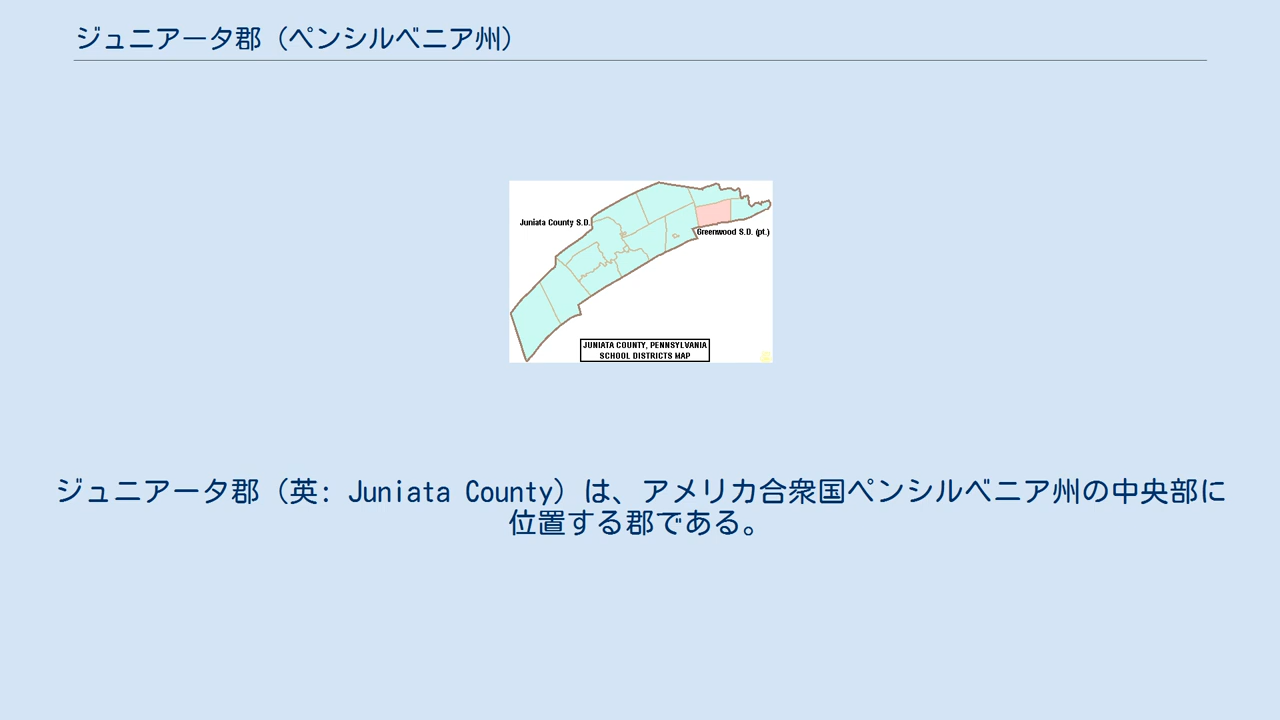 ジュニアータ郡（ペンシルベニア州）
Juniata County S.D.
Greenwood S.D. (pt.)
JUNIATA COUNTY, PENNSYLVANIA
SCHOOL DISTRICTS MAP
ジュニアータ郡（英: Juniata County）は、アメリカ合衆国ペンシルベニア州の中央部に
位置する郡である。